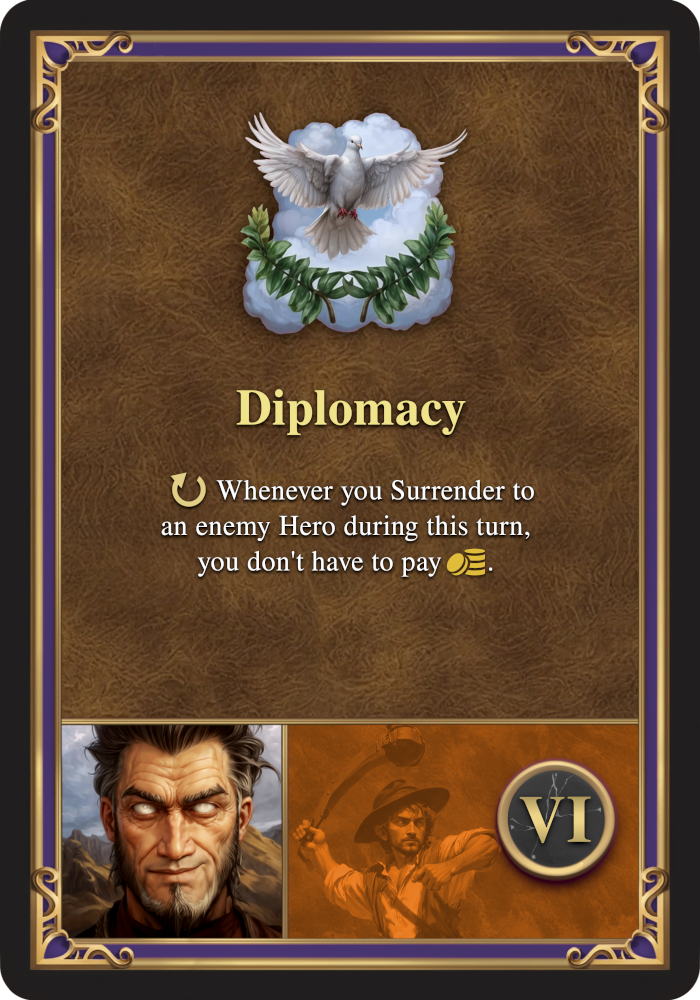 Diplomacy
Whenever you Surrender to
an enemy Hero during this turn,
you don't have to pay .
VI